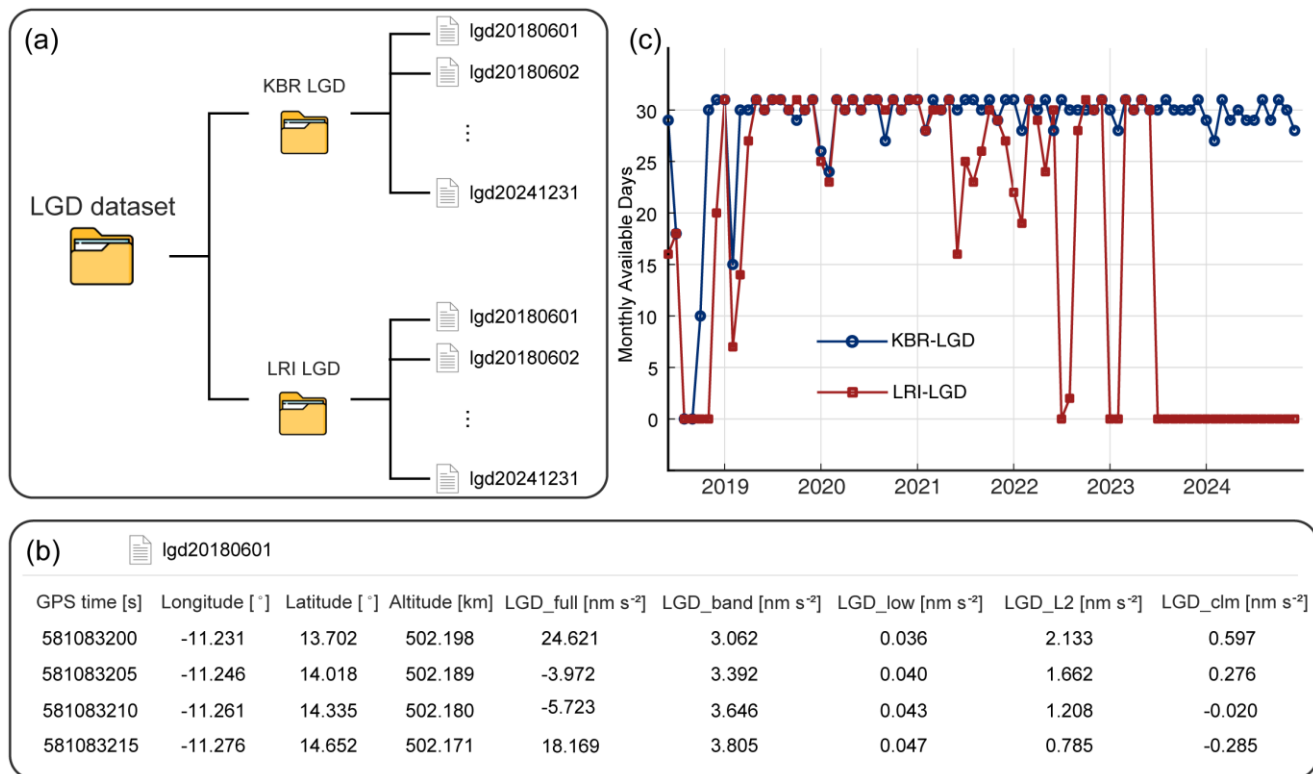 (a)
LGD dataset
KBR LGD
lgd20180601
lgd20180602
⋮
lgd20241231
LRI LGD
lgd20180601
lgd20180602
⋮
lgd20241231
(c)
Monthly Available Days
30
25
20
15
10
5
0
KBR-LGD
LRI-LGD
2019 2020 2021 2022 2023 2024
(b) lgd20180601
GPS time [s] Longitude [°] Latitude [°] Altitude [km] LGD_full [nm s⁻²] LGD_band [nm s⁻²] LGD_low [nm s⁻²] LGD_L2 [nm s⁻²] LGD_clm [nm s⁻²]
581083200 -11.231 13.702 502.198 24.621 3.062 0.036 2.133 0.597
581083205 -11.246 14.018 502.189 -3.972 3.392 0.040 1.662 0.276
581083210 -11.261 14.335 502.180 -5.723 3.646 0.043 1.208 -0.020
581083215 -11.276 14.652 502.171 18.169 3.805 0.047 0.785 -0.285